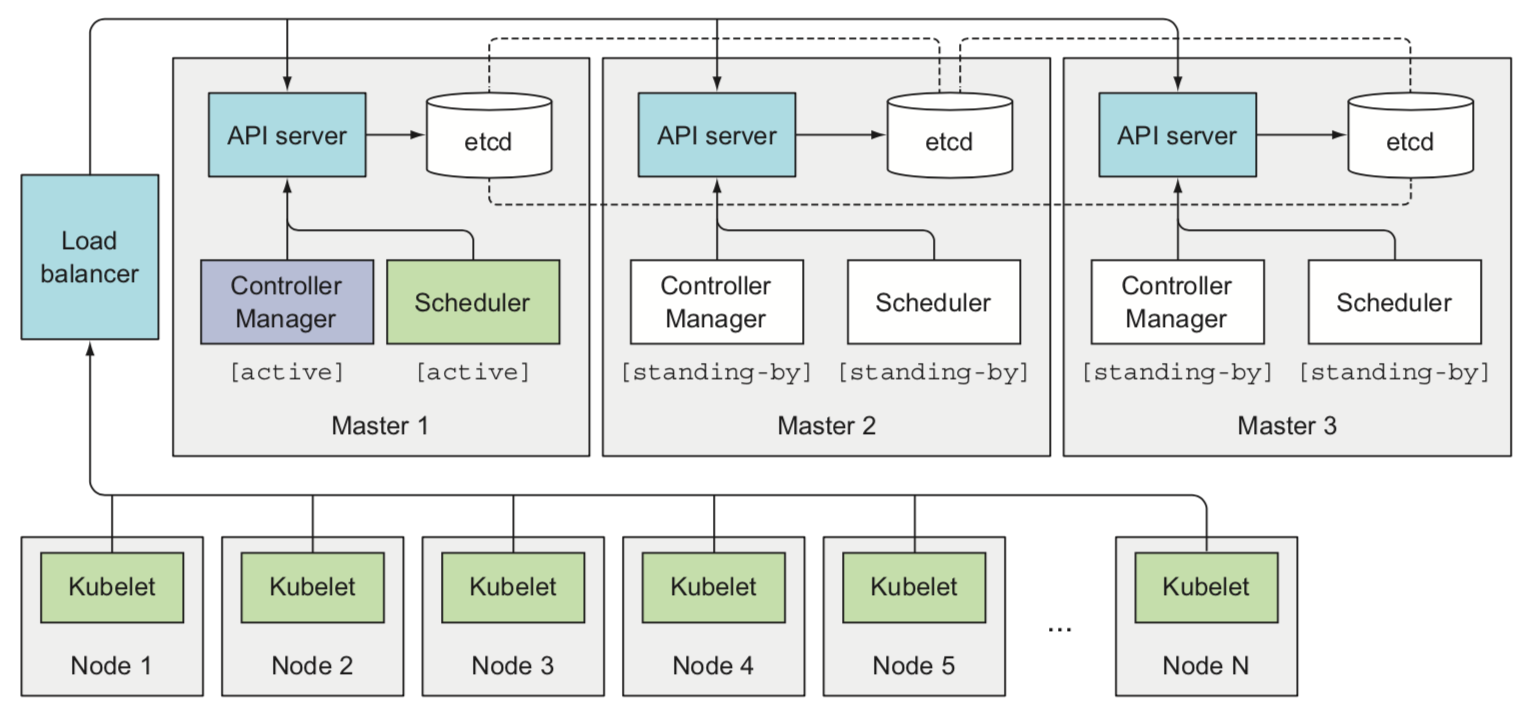 API server
etcd
API server
etcd
API server
etcd
Load
balancer
Controller
Manager
Scheduler
Controller
Manager
Scheduler
Controller
Manager
Scheduler
[active]
[active]
[standing-by]
[standing-by]
[standing-by]
[standing-by]
Master 1
Master 2
Master 3
Kubelet
Kubelet
Kubelet
Kubelet
Kubelet
Kubelet
...
Node 1
Node 2
Node 3
Node 4
Node 5
Node N